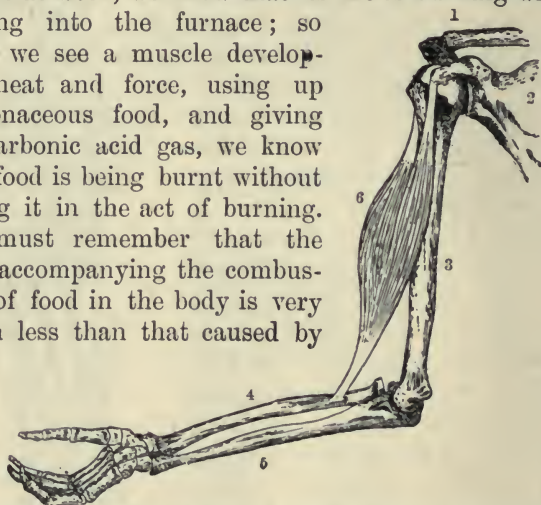 ng into the furnace; so
we see a muscle develop-
neat and force, using up
onaceous food, and giving
arbonic acid gas, we know
food is being burnt without
g it in the act of burning.
must remember that the
accompanying the combus-
of food in the body is very
less than that caused by
1
2
6
3
4
5